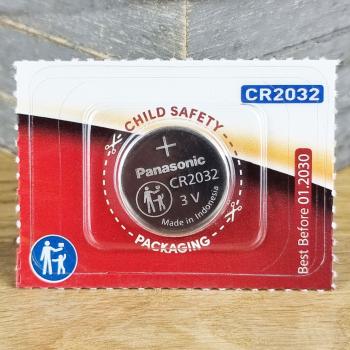 CR2032
CHILD SAFETY
+
Panasonic
CR2032
3 V
Made in Indonesia
PACKAGING
Best Before 01.2030